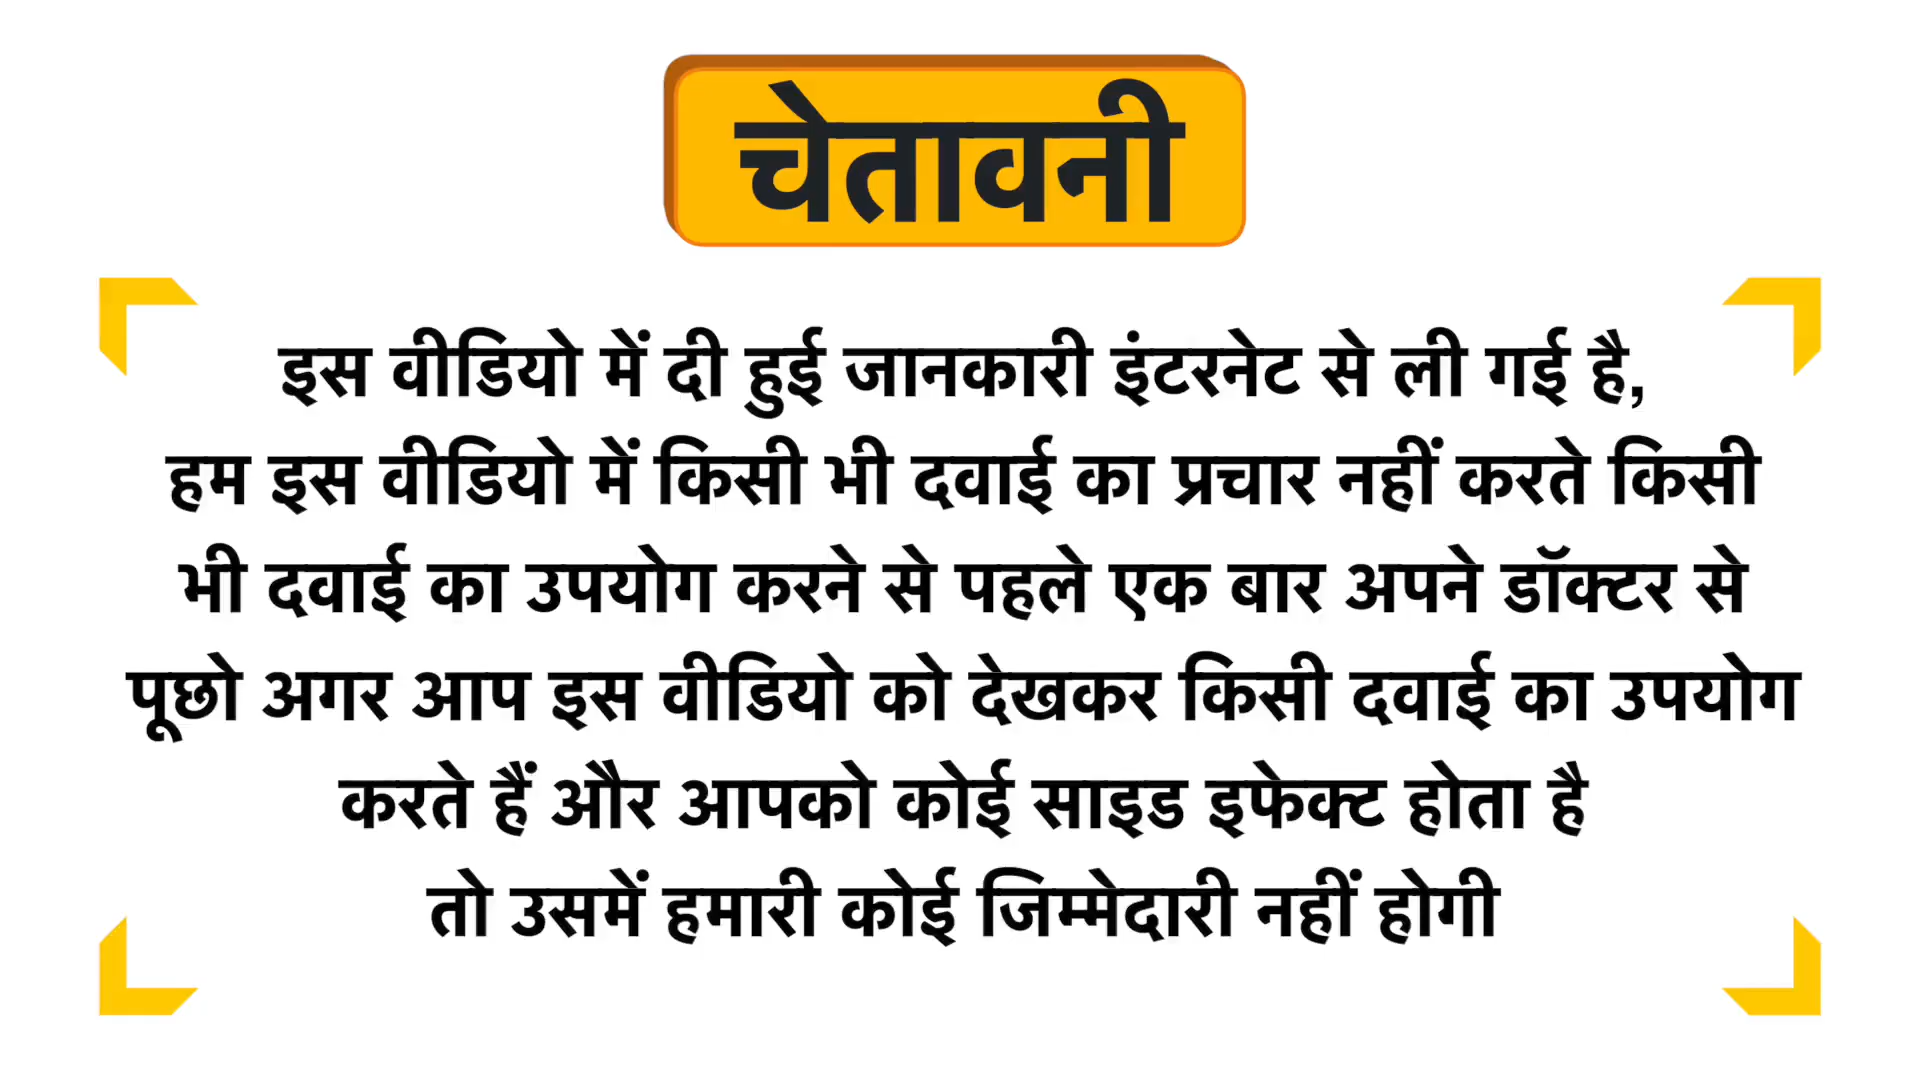 चेतावनी
इस वीडियो में दी हुई जानकारी इंटरनेट से ली गई है,
हम इस वीडियो में किसी भी दवाई का प्रचार नहीं करते किसी
भी दवाई का उपयोग करने से पहले एक बार अपने डॉक्टर से
पूछो अगर आप इस वीडियो को देखकर किसी दवाई का उपयोग
करते हैं और आपको कोई साइड इफेक्ट होता है
तो उसमें हमारी कोई जिम्मेदारी नहीं होगी